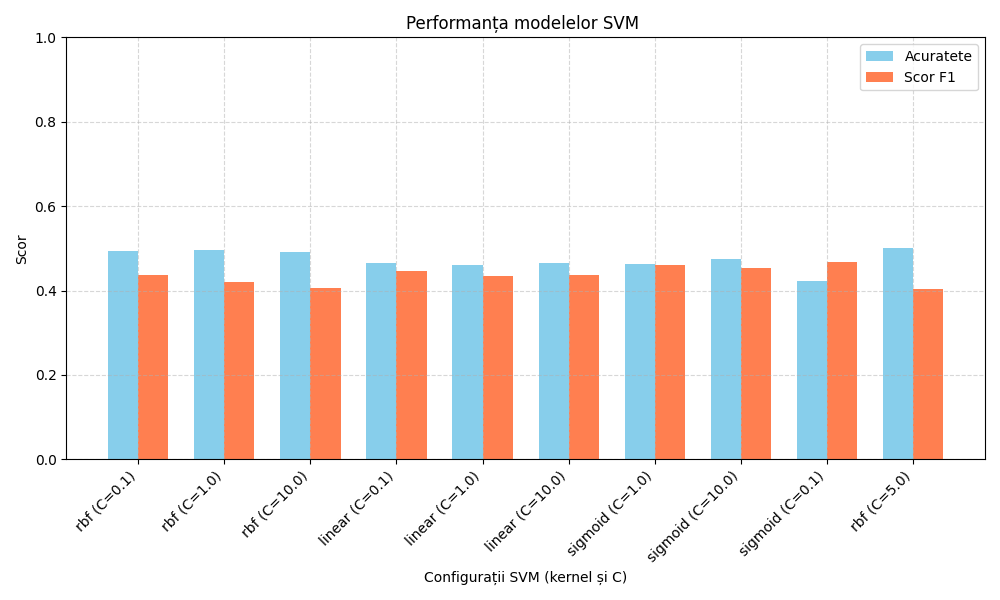 Performanța modelelor SVM
Acuratete
Scor F1
Scor
1.0
0.8
0.6
0.4
0.2
0.0
rbf (C=0.1)
rbf (C=1.0)
rbf (C=10.0)
linear (C=0.1)
linear (C=1.0)
linear (C=10.0)
sigmoid (C=1.0)
sigmoid (C=10.0)
sigmoid (C=0.1)
rbf (C=5.0)
Configurații SVM (kernel și C)